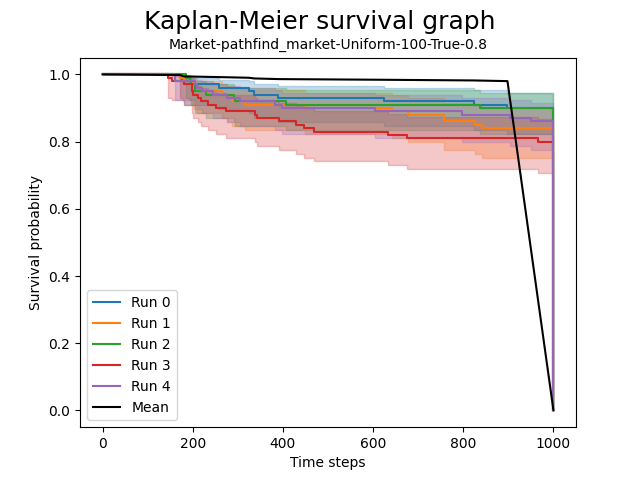 Kaplan-Meier survival graph
Market-pathfind_market-Uniform-100-True-0.8
1.0
0.8
0.6
0.4
0.2
0.0
Survival probability
Run 0
Run 1
Run 2
Run 3
Run 4
Mean
0 200 400 600 800 1000
Time steps